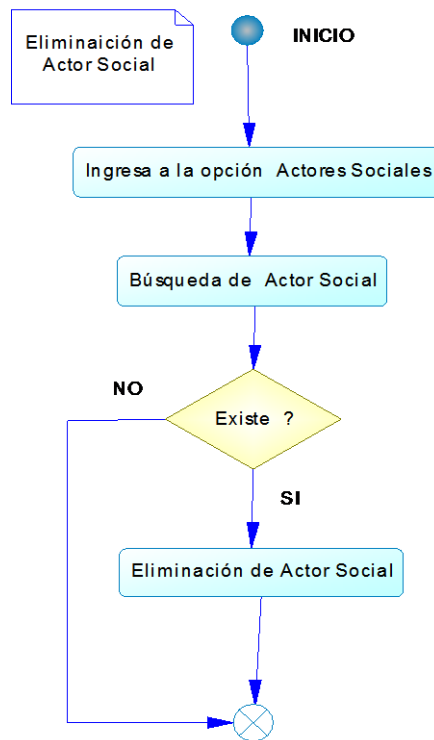 Eliminaición de
Actor Social
INICIO
Ingresa a la opción Actores Sociales
Búsqueda de Actor Social
NO
Existe ?
SI
Eliminación de Actor Social